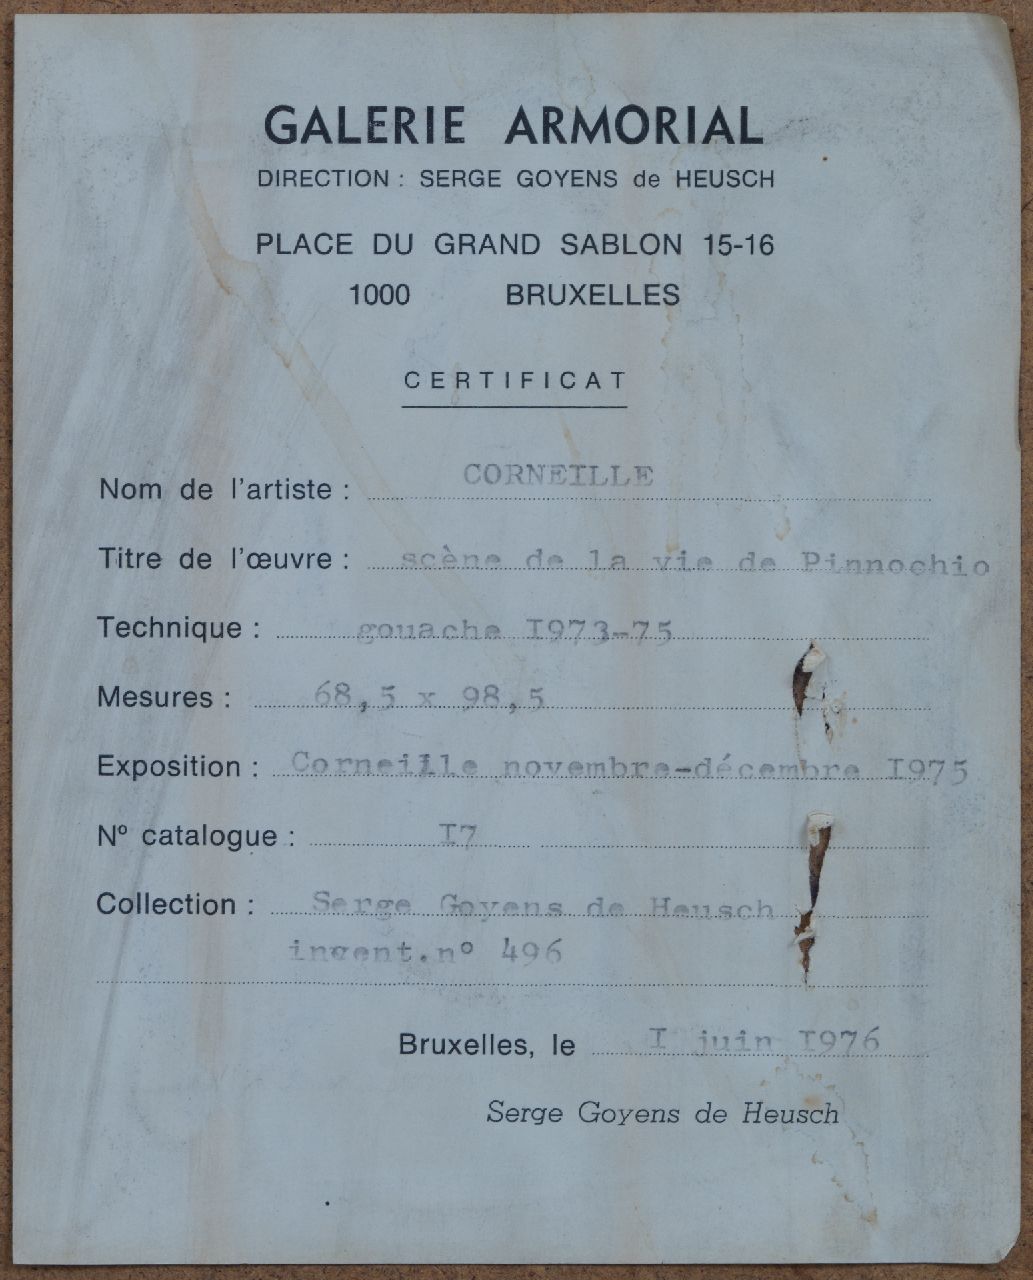 GALERIE ARMORIAL
DIRECTION : SERGE GOYENS de HEUSCH
PLACE DU GRAND SABLON 15-16
1000 BRUXELLES
CERTIFICAT
Nom de l'artiste : CORNEILLE
Titre de l'œuvre : scène de la vie de Pinnochio
Technique : gouache I973-75
Mesures : 68,5 x 98,5
Exposition : Corneille novembre-décembre I975
Nº catalogue : I7
Collection : Serge Goyens de Heusch
invent.nº 496
Bruxelles, le I juin I976
Serge Goyens de Heusch